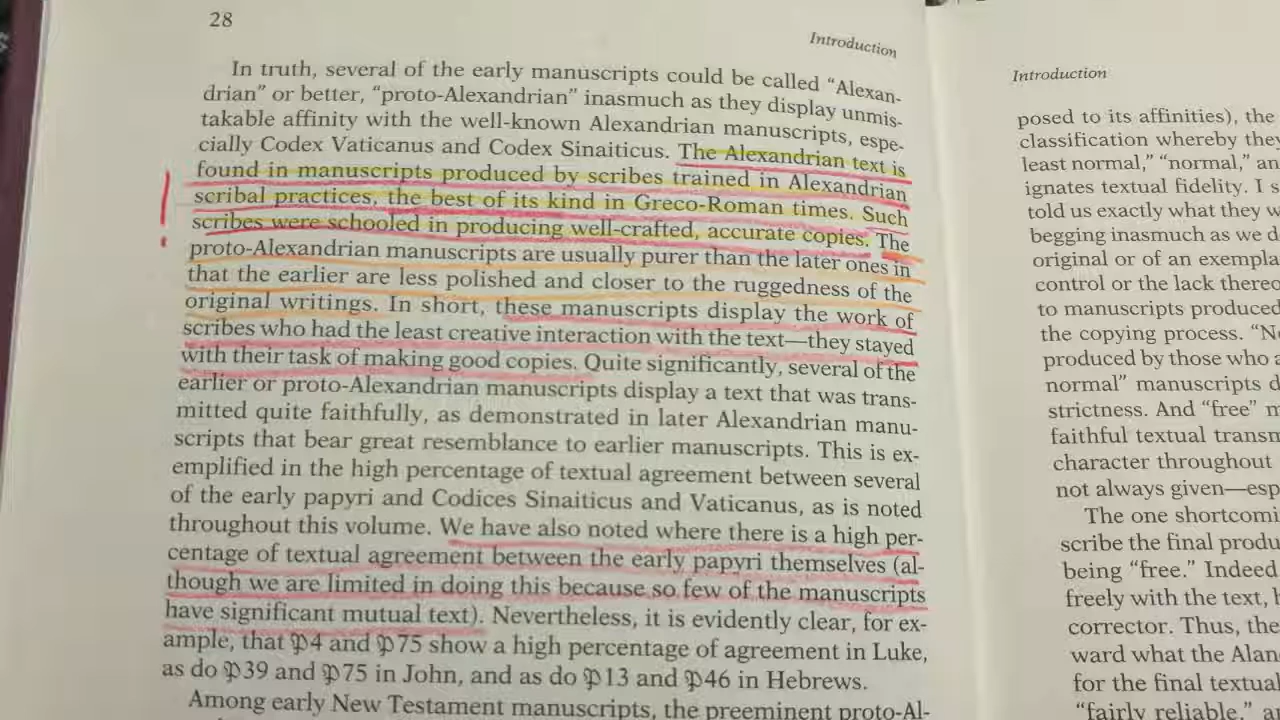 28
Introduction
In truth, several of the early manuscripts could be called “Alexan-
drian” or better, “proto-Alexandrian” inasmuch as they display unmis-
takable affinity with the well-known Alexandrian manuscripts, espe-
cially Codex Vaticanus and Codex Sinaiticus. The Alexandrian text is
found in manuscripts produced by scribes trained in Alexandrian
scribal practices, the best of its kind in Greco-Roman times. Such
scribes were schooled in producing well-crafted, accurate copies. The
proto-Alexandrian manuscripts are usually purer than the later ones in
that the earlier are less polished and closer to the ruggedness of the
original writings. In short, these manuscripts display the work of
scribes who had the least creative interaction with the text—they stayed
with their task of making good copies. Quite significantly, several of the
earlier or proto-Alexandrian manuscripts display a text that was trans-
mitted quite faithfully, as demonstrated in later Alexandrian manu-
scripts that bear great resemblance to earlier manuscripts. This is ex-
emplified in the high percentage of textual agreement between several
of the early papyri and Codices Sinaiticus and Vaticanus, as is noted
throughout this volume. We have also noted where there is a high per-
centage of textual agreement between the early papyri themselves (al-
though we are limited in doing this because so few of the manuscripts
have significant mutual text). Nevertheless, it is evidently clear, for ex-
ample, that 𝔓4 and 𝔓75 show a high percentage of agreement in Luke,
as do 𝔓39 and 𝔓75 in John, and as do 𝔓13 and 𝔓46 in Hebrews.
Among early New Testament manuscripts, the preeminent proto-Al-
Introduction
posed to its affinities), the
classification whereby they
least normal,” “normal,” an
ignates textual fidelity. I s
told us exactly what they w
begging inasmuch as we d
original or of an exempla
control or the lack thereo
to manuscripts produced
the copying process. “No
produced by those who a
normal” manuscripts d
strictness. And “free” m
faithful textual transm
character throughout
not always given—esp
The one shortcomi
scribe the final produ
being “free.” Indeed
freely with the text, h
corrector. Thus, the
ward what the Alan
for the final textual
“fairly reliable,” a